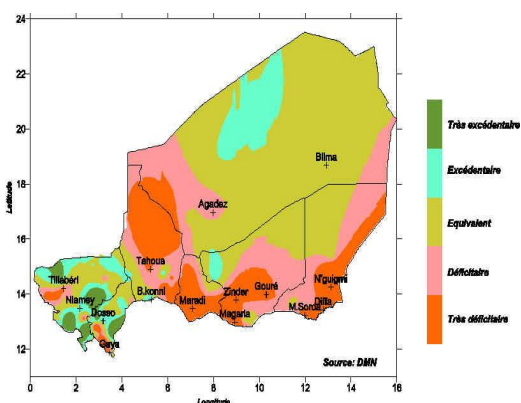 24
22
20
18
16
14
12
Latitude
0 2 4 6 8 10 12 14 16
Longitude
Bilma
Agadez
Tahoua
Tillabéri
Niamey
Dosso
Gaya
B.konni
Maradi
Zinder
Magaria
Gouré
N'guigmi
M.Soroa
Diffa
Source: DMN
Très excédentaire
Excédentaire
Equivalent
Déficitaire
Très déficitaire